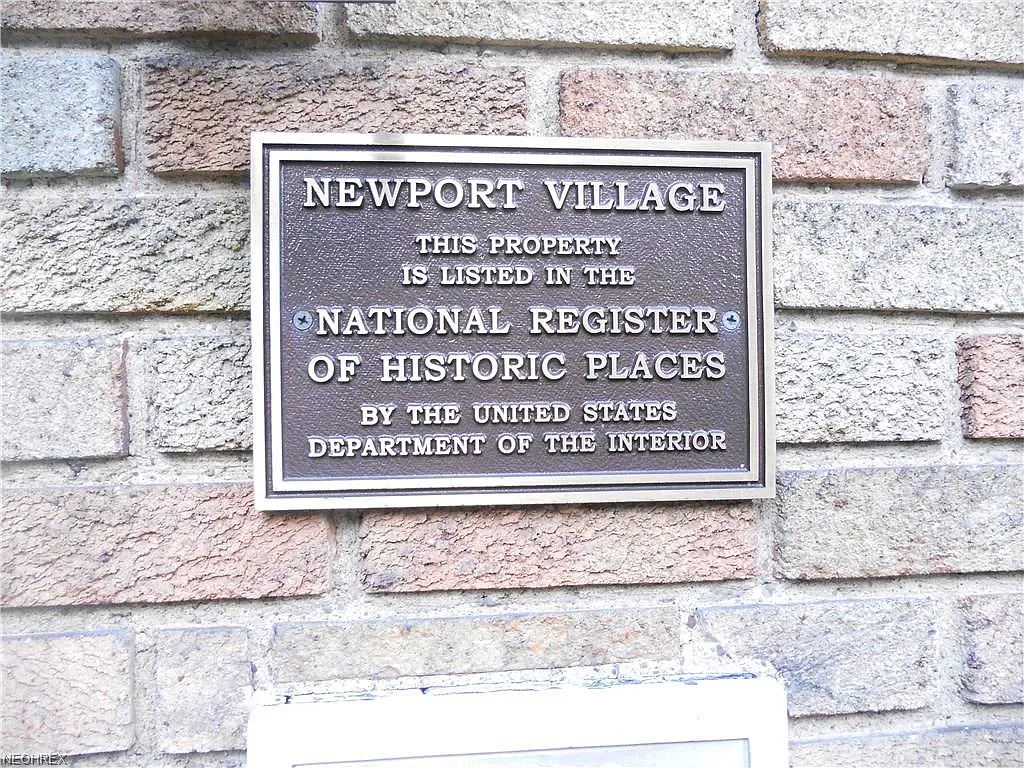 NEWPORT VILLAGE
THIS PROPERTY
IS LISTED IN THE
NATIONAL REGISTER
OF HISTORIC PLACES
BY THE UNITED STATES
DEPARTMENT OF THE INTERIOR
NEOHREX